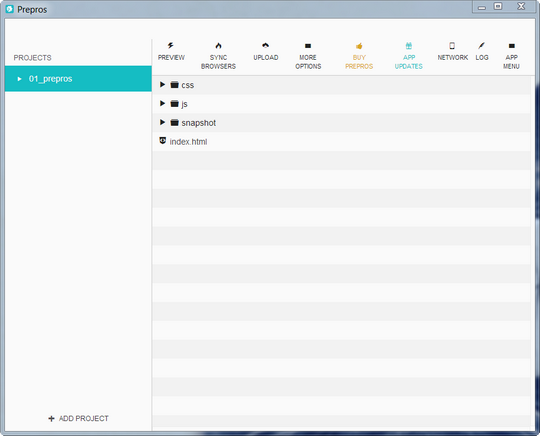 Prepros
PROJECTS
01_prepros
ADD PROJECT
PREVIEW
SYNC
BROWSERS
UPLOAD
MORE
OPTIONS
BUY
PREPROS
APP
UPDATES
NETWORK
LOG
APP
MENU
css
js
snapshot
index.html